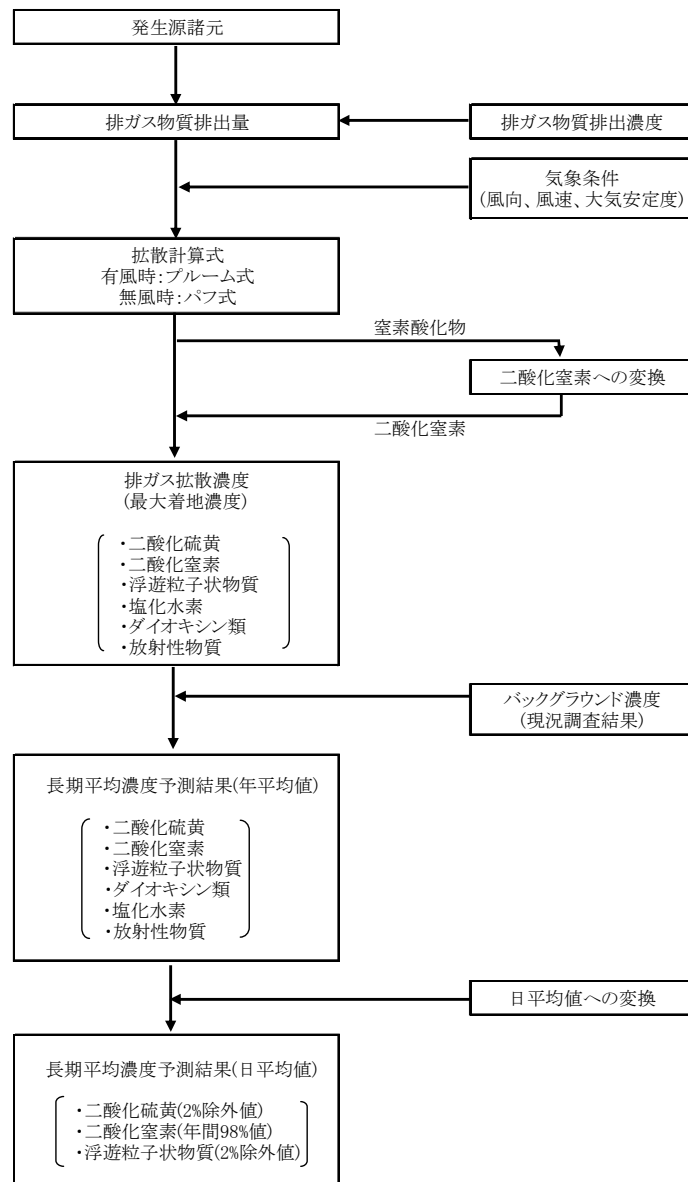 発生源諸元
排ガス物質排出量
排ガス物質排出濃度
気象条件
(風向、風速、大気安定度)
拡散計算式
有風時:プルーム式
無風時:パフ式
窒素酸化物
二酸化窒素への変換
二酸化窒素
排ガス拡散濃度
(最大着地濃度)
・二酸化硫黄
・二酸化窒素
・浮遊粒子状物質
・塩化水素
・ダイオキシン類
・放射性物質
バックグラウンド濃度
(現況調査結果)
長期平均濃度予測結果(年平均値)
・二酸化硫黄
・二酸化窒素
・浮遊粒子状物質
・ダイオキシン類
・塩化水素
・放射性物質
日平均値への変換
長期平均濃度予測結果(日平均値)
・二酸化硫黄(2%除外値)
・二酸化窒素(年間98%値)
・浮遊粒子状物質(2%除外値)